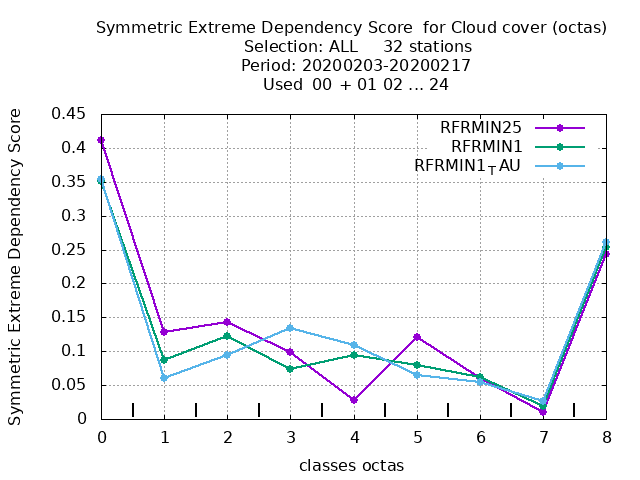 Symmetric Extreme Dependency Score  for Cloud cover (octas)
Selection: ALL     32 stations
Period: 20200203-20200217
Used  00 + 01 02 ... 24
Symmetric Extreme Dependency Score
0.45
0.4
0.35
0.3
0.25
0.2
0.15
0.1
0.05
0
RFRMIN25
RFRMIN1
RFRMIN1TAU
0 1 2 3 4 5 6 7 8
classes octas